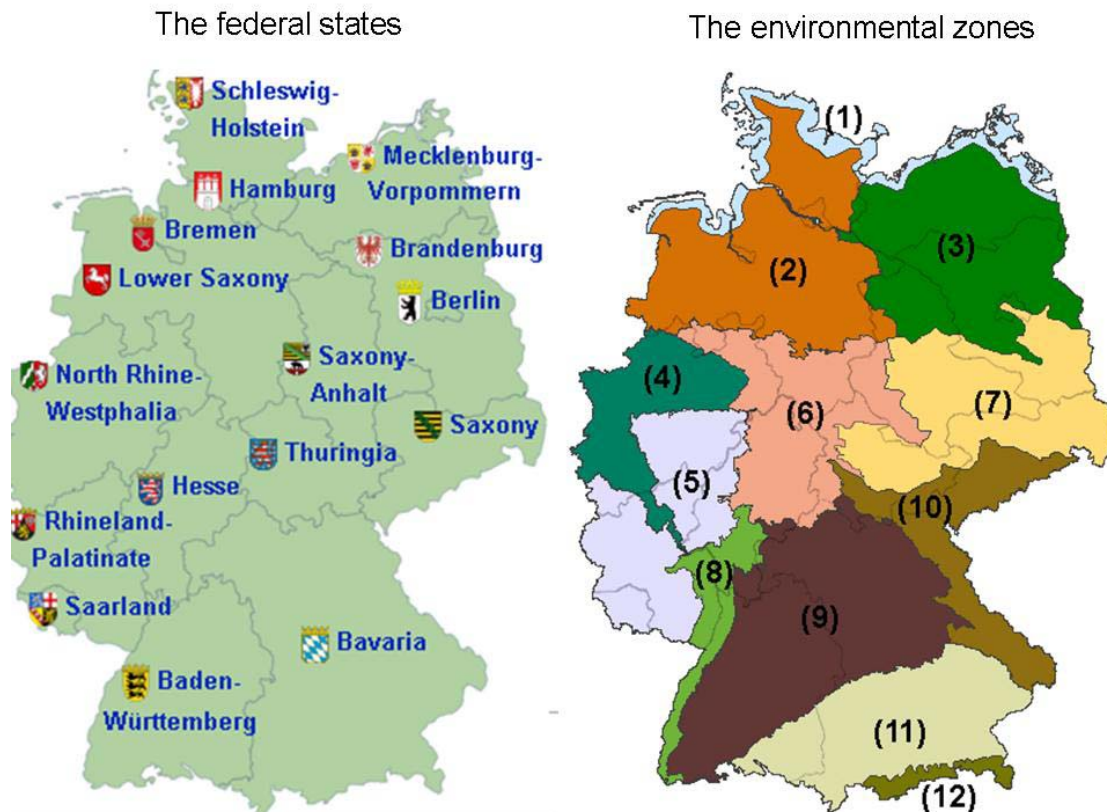 The federal states
The environmental zones
Schleswig-
Holstein
Mecklenburg-
Vorpommern
Hamburg
Bremen
Brandenburg
Lower Saxony
Berlin
North Rhine-
Westphalia
Saxony-
Anhalt
Saxony
Thuringia
Hesse
Rhineland-
Palatinate
Saarland
Bavaria
Baden-
Württemberg
(1)
(2)
(3)
(4)
(5)
(6)
(7)
(8)
(9)
(10)
(11)
(12)